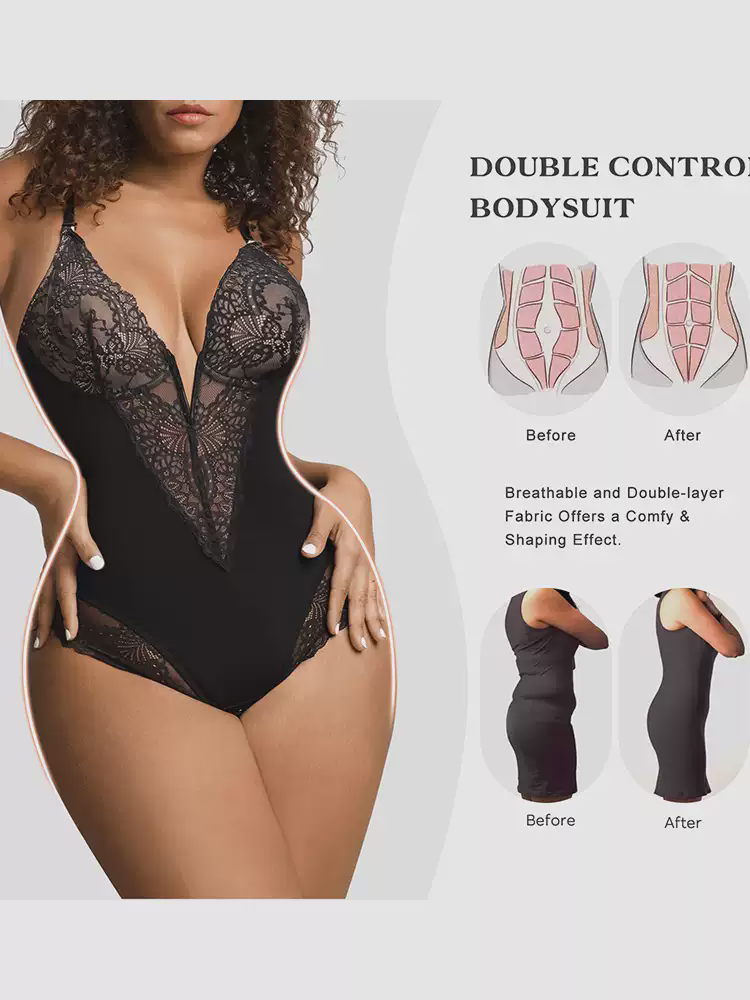 DOUBLE CONTRO
BODYSUIT
Before
After
Breathable and Double-layer
Fabric Offers a Comfy &
Shaping Effect.
Before
After